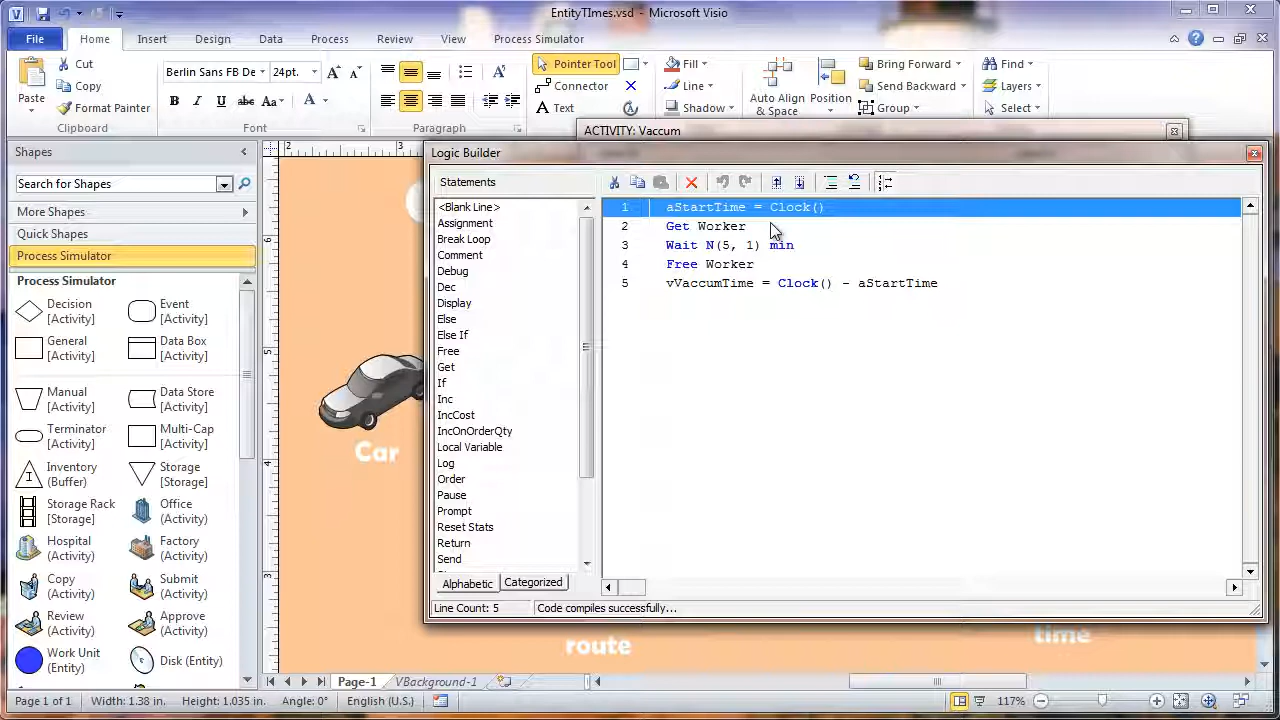 EntityTImes.vsd - Microsoft Visio
File Home Insert Design Data Process Review View Process Simulator
Paste
Cut
Copy
Format Painter
Clipboard
Berlin Sans FB De 24pt.
B I U abc Aa A
Font
Paragraph
Pointer Tool
Connector
A Text
Fill
Line
Shadow
Auto Align
& Space
Position
Bring Forward
Send Backward
Group
Find
Layers
Select
Shapes
Search for Shapes
More Shapes
Quick Shapes
Process Simulator
Process Simulator
Decision
[Activity]
Event
[Activity]
General
[Activity]
Data Box
[Activity]
Manual
[Activity]
Data Store
[Activity]
Terminator
[Activity]
Multi-Cap
[Activity]
Inventory
(Buffer)
Storage
[Storage]
Storage Rack
[Storage]
Office
(Activity)
Hospital
(Activity)
Factory
(Activity)
Copy
(Activity)
Submit
(Activity)
Review
(Activity)
Approve
(Activity)
Work Unit
(Entity)
Disk (Entity)
2 3
6
5
4
3
Car
route
time
ACTIVITY: Vaccum
Logic Builder
Statements
<Blank Line>
Assignment
Break Loop
Comment
Debug
Dec
Display
Else
Else If
Free
Get
If
Inc
IncCost
IncOnOrderQty
Local Variable
Log
Order
Pause
Prompt
Reset Stats
Return
Send
Alphabetic Categorized
1 aStartTime = Clock()
2 Get Worker
3 Wait N(5, 1) min
4 Free Worker
5 vVaccumTime = Clock() - aStartTime
Line Count: 5 Code compiles successfully...
Page-1 VBackground-1
Page 1 of 1 Width: 1.38 in. Height: 1.035 in. Angle: 0° English (U.S.) 117%